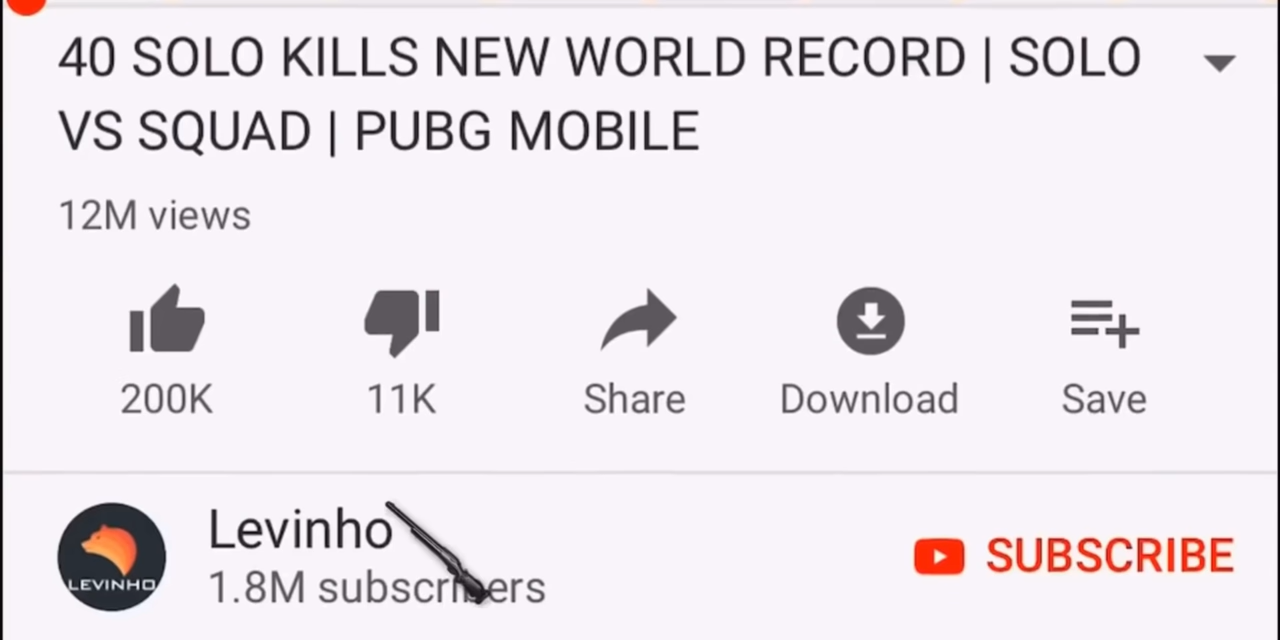 40 SOLO KILLS NEW WORLD RECORD | SOLO
VS SQUAD | PUBG MOBILE
12M views
200K
11K
Share
Download
Save
LEVINHO
Levinho
1.8M subscribers
SUBSCRIBE